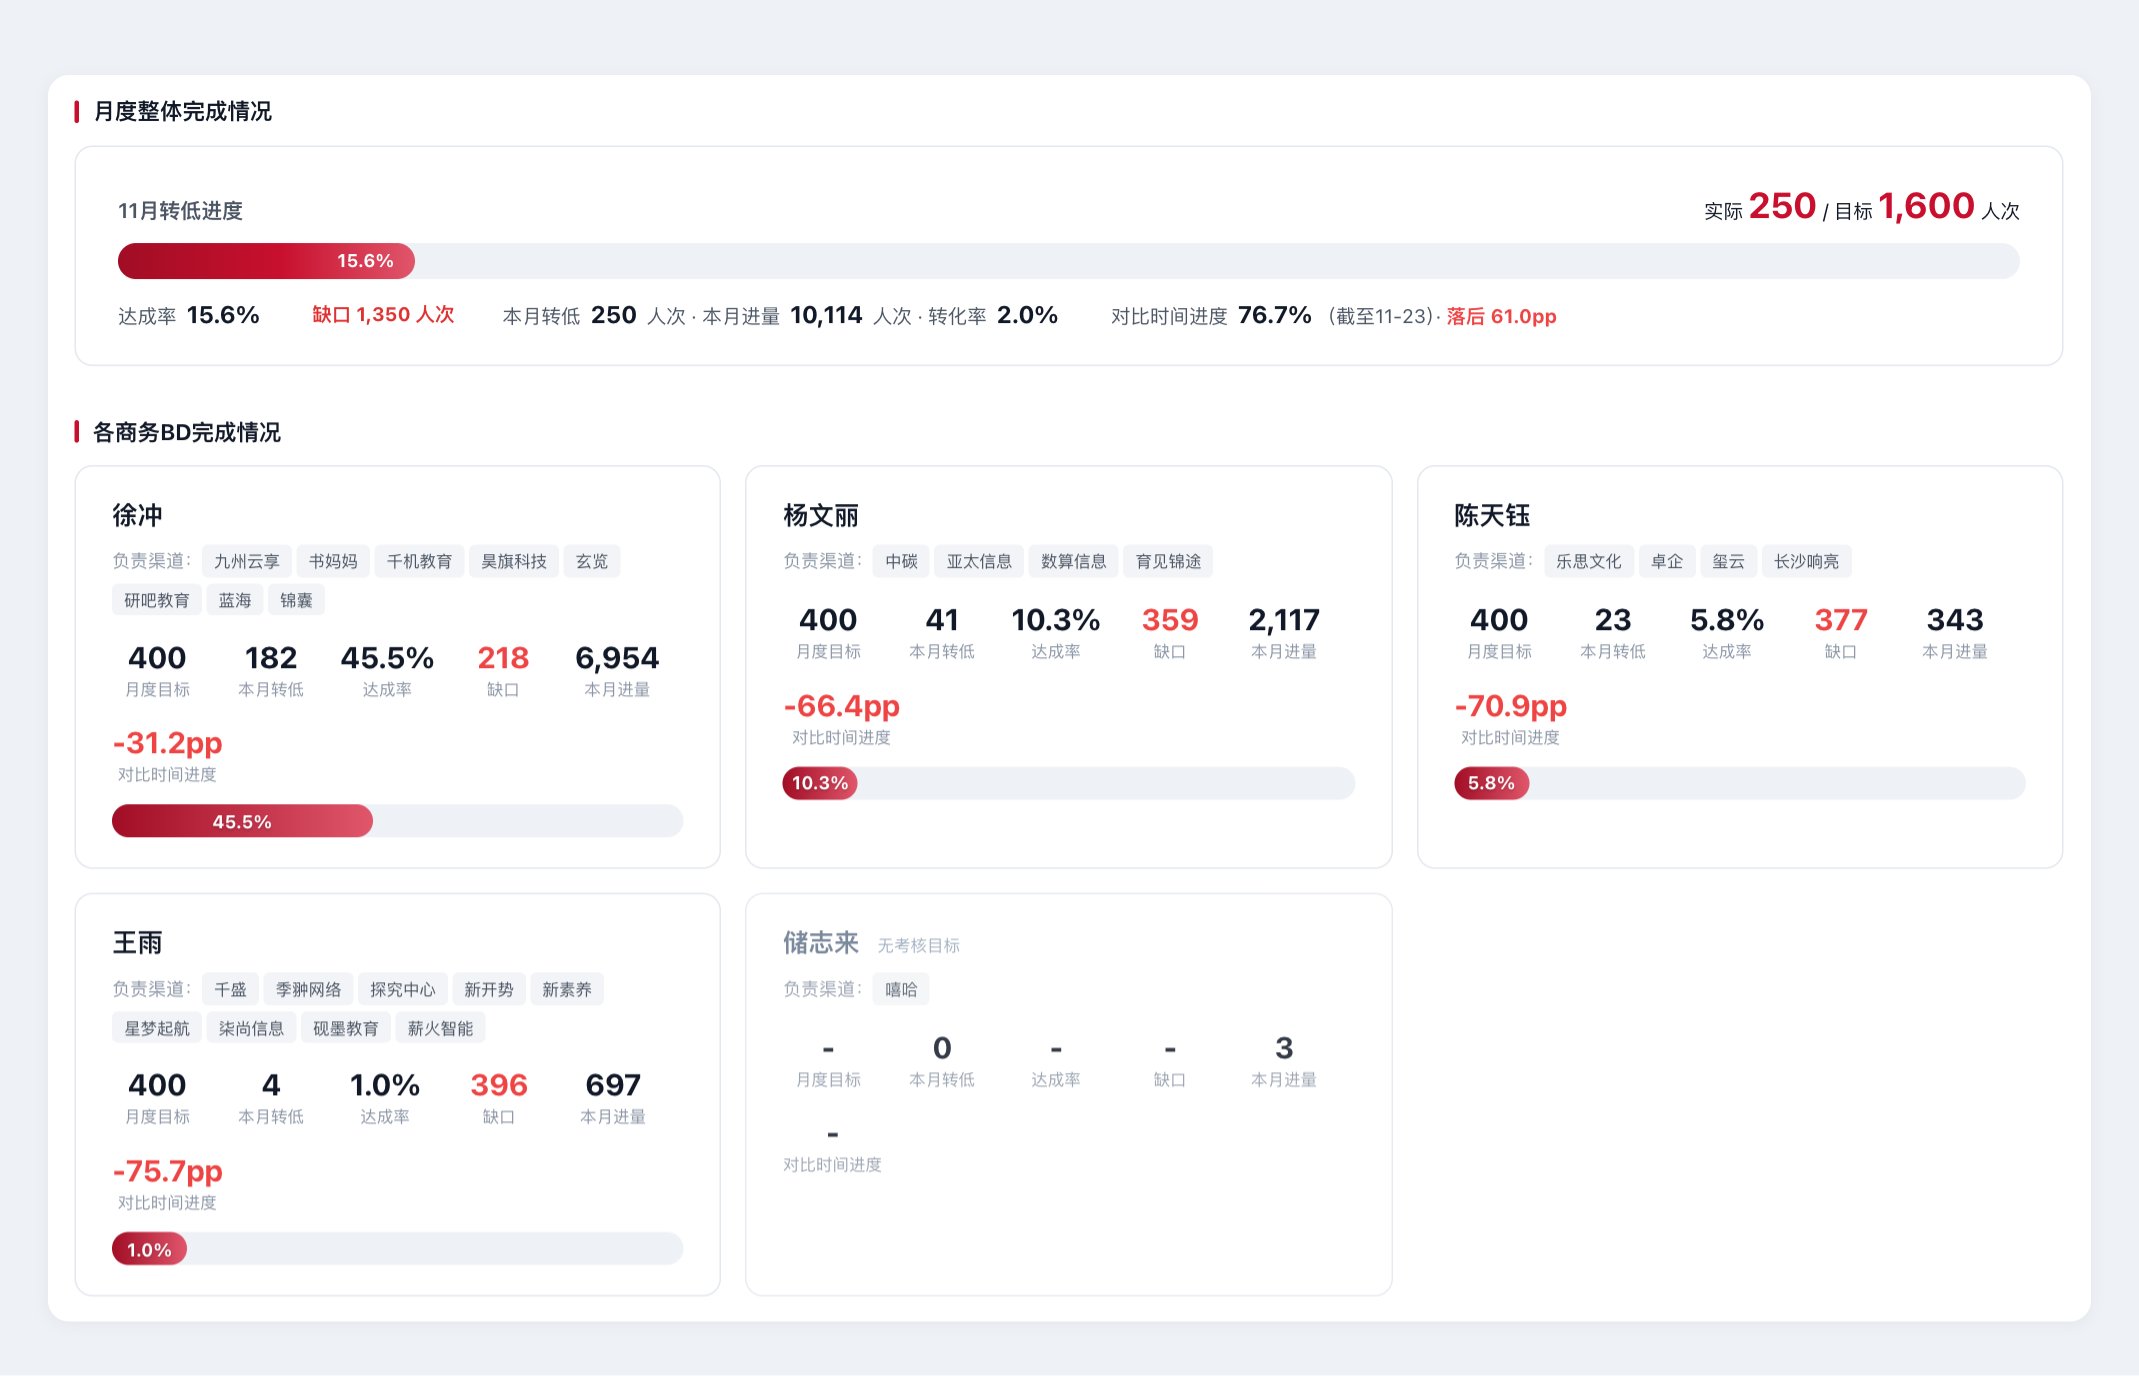 月度整体完成情况
11月转低进度
实际 250 / 目标 1,600 人次
15.6%
达成率 15.6% 缺口 1,350 人次 本月转低 250 人次 · 本月进量 10,114 人次 · 转化率 2.0% 对比时间进度 76.7% (截至11-23) · 落后 61.0pp
各商务BD完成情况
徐冲
负责渠道: 九州云享 书妈妈 千机教育 昊旗科技 玄览
研吧教育 蓝海 锦囊
400 182 45.5% 218 6,954
月度目标 本月转低 达成率 缺口 本月进量
-31.2pp
对比时间进度
45.5%
杨文丽
负责渠道: 中碳 亚太信息 数算信息 育见锦途
400 41 10.3% 359 2,117
月度目标 本月转低 达成率 缺口 本月进量
-66.4pp
对比时间进度
10.3%
陈天钰
负责渠道: 乐思文化 卓企 玺云 长沙响亮
400 23 5.8% 377 343
月度目标 本月转低 达成率 缺口 本月进量
-70.9pp
对比时间进度
5.8%
王雨
负责渠道: 千盛 季翀网络 探究中心 新开势 新素养
星梦起航 柒尚信息 砚墨教育 薪火智能
400 4 1.0% 396 697
月度目标 本月转低 达成率 缺口 本月进量
-75.7pp
对比时间进度
1.0%
储志来 无考核目标
负责渠道: 嘻哈
- 0 - - 3
月度目标 本月转低 达成率 缺口 本月进量
-
对比时间进度